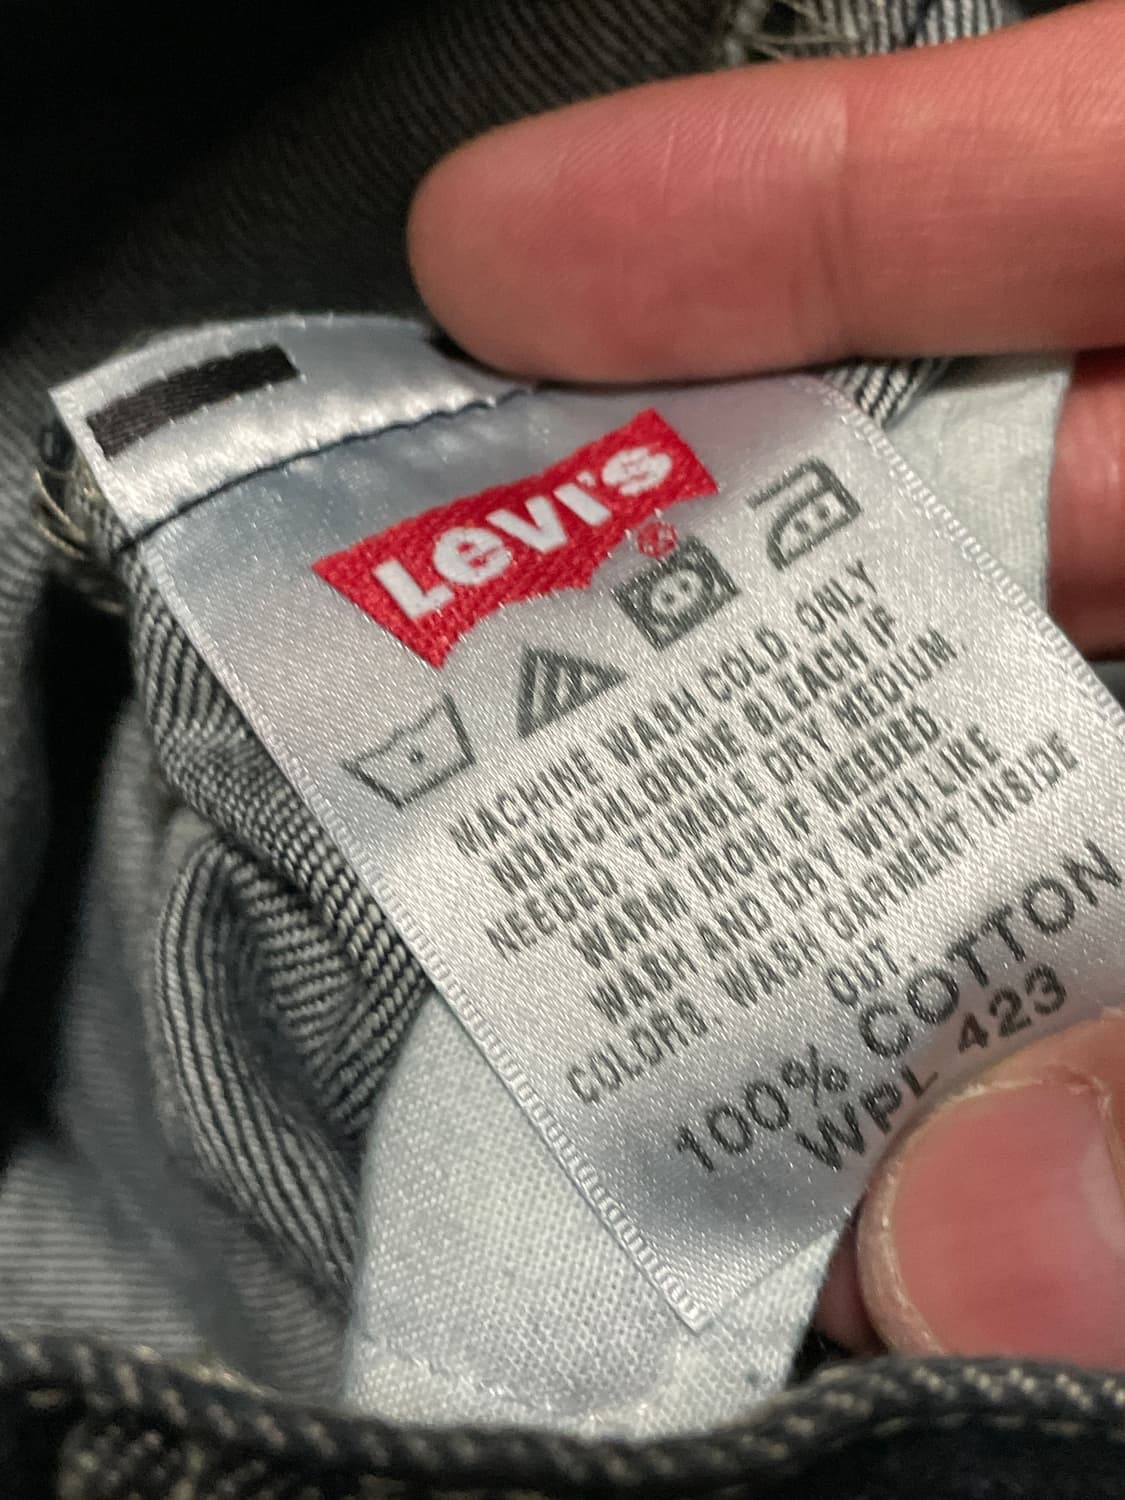 Levi's
MACHINE WASH COLD. ONLY
NON-CHLORINE BLEACH IF
NEEDED. TUMBLE DRY MEDIUM
WARM IRON IF NEEDED.
WASH AND DRY WITH LIKE
COLORS. WASH GARMENT INSIDE
OUT.
100% COTTON
WPL 423